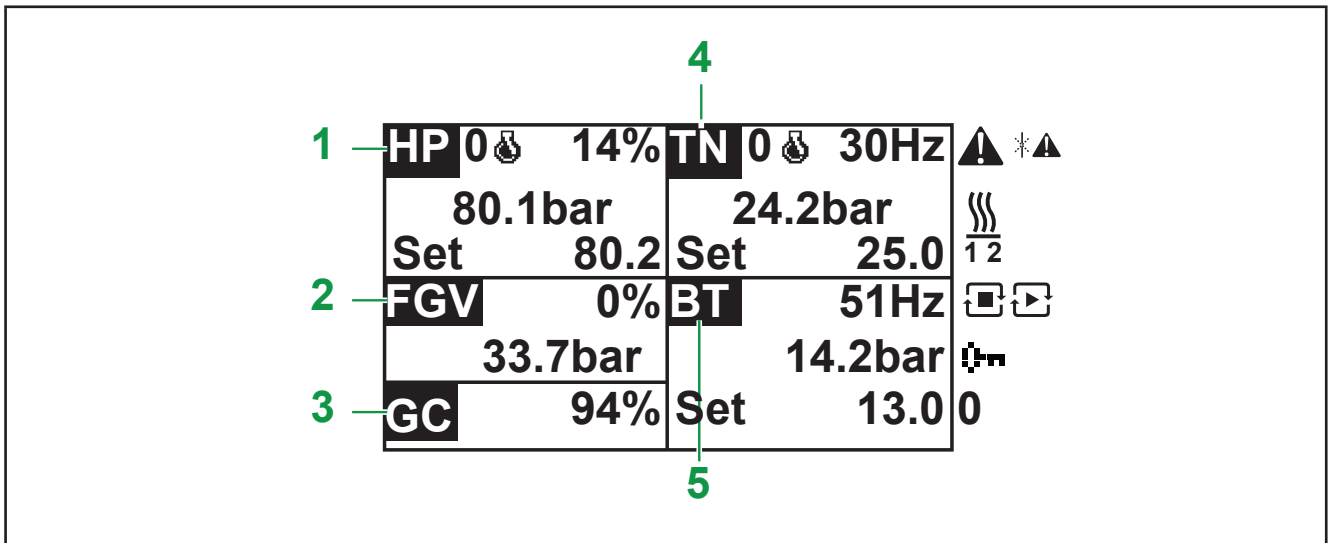 4
1 HP 0 14% TN 0 30Hz
80.1bar 24.2bar
Set 80.2 Set 25.0 1 2
2 FGV 0% BT 51Hz
33.7bar 14.2bar
3 GC 94% Set 13.0 0
5